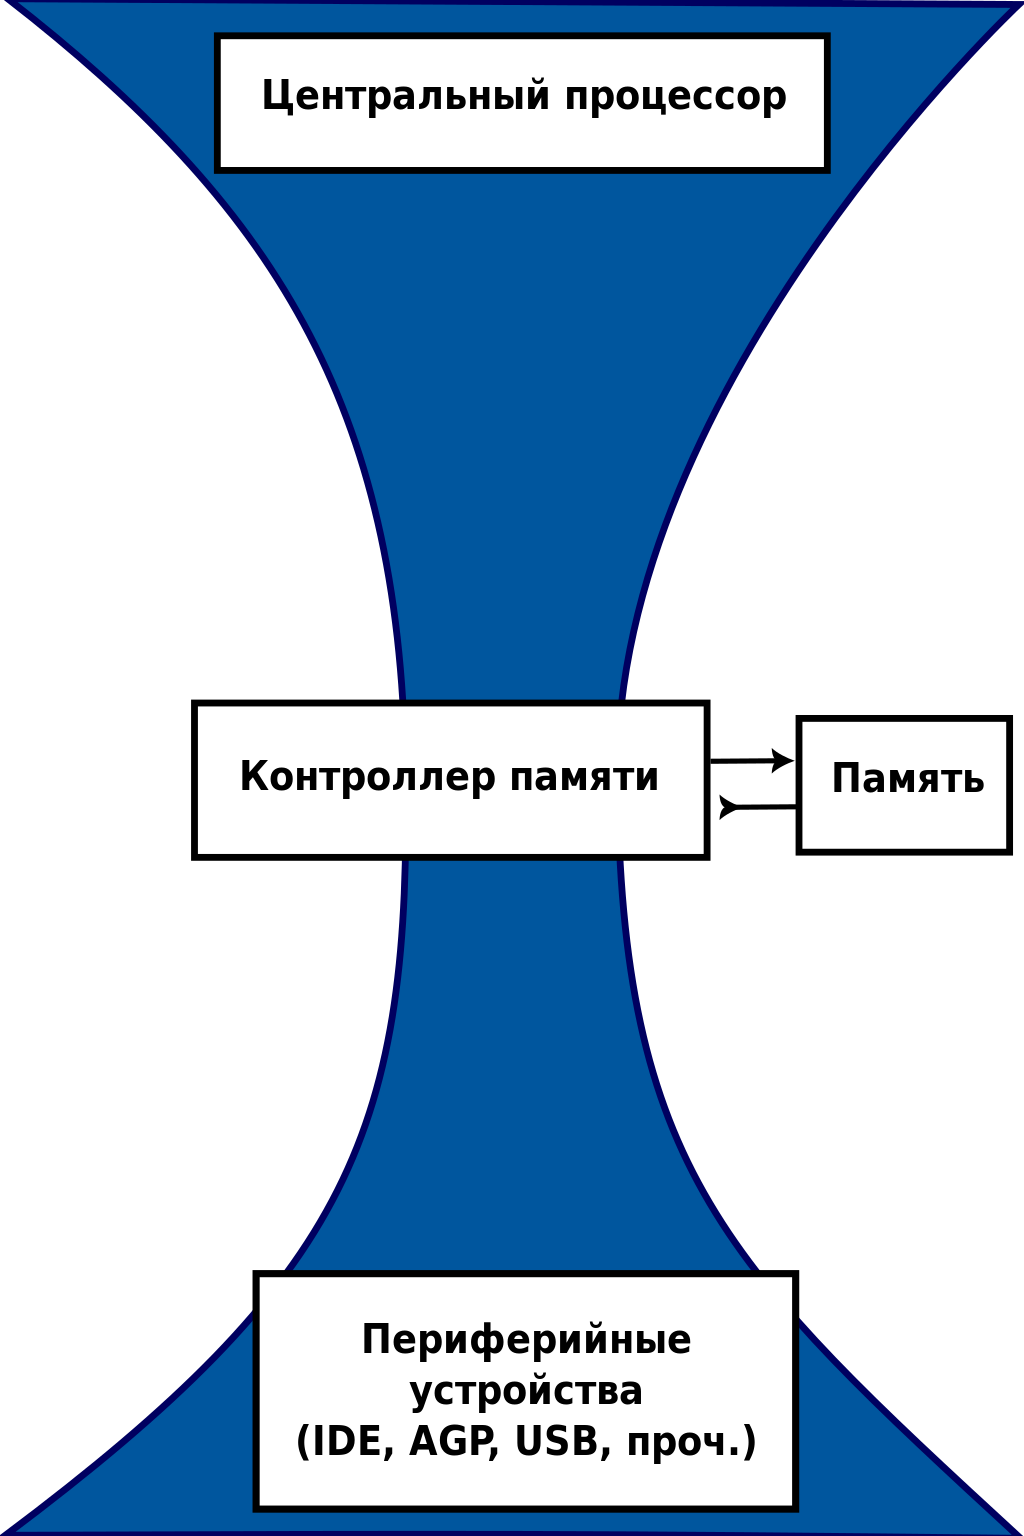 Центральный процессор
Контроллер памяти
Память
Периферийные
устройства
(IDE, AGP, USB, проч.)